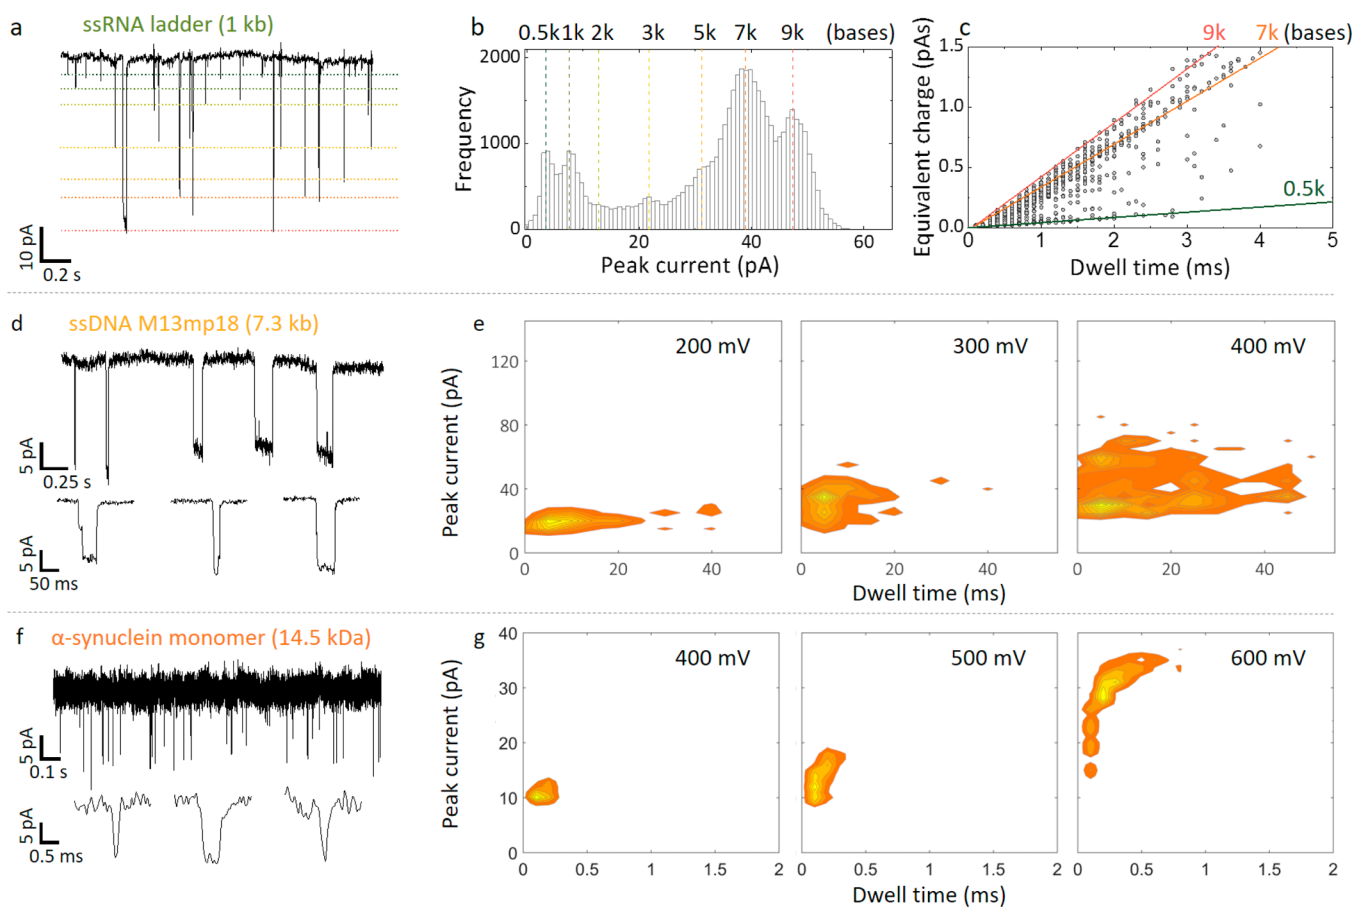 a
ssRNA ladder (1 kb)
10 pA
0.2 s
b
0.5k 1k 2k 3k 5k 7k 9k (bases)
2000
1000
0
Frequency
0 20 40 60
Peak current (pA)
c
9k 7k (bases)
1.5
1.0
0.5
0.0
Equivalent charge (pAs)
0.5k
0 1 2 3 4 5
Dwell time (ms)
d
ssDNA M13mp18 (7.3 kb)
5 pA
0.25 s
5 pA
50 ms
e
200 mV
300 mV
400 mV
120
80
40
0
Peak current (pA)
0 20 40
0 20 40
0 20 40
Dwell time (ms)
f
α-synuclein monomer (14.5 kDa)
5 pA
0.1 s
5 pA
0.5 ms
g
400 mV
500 mV
600 mV
40
30
20
10
0
Peak current (pA)
0 0.5 1 1.5 2
0 0.5 1 1.5 2
0 0.5 1 1.5 2
Dwell time (ms)